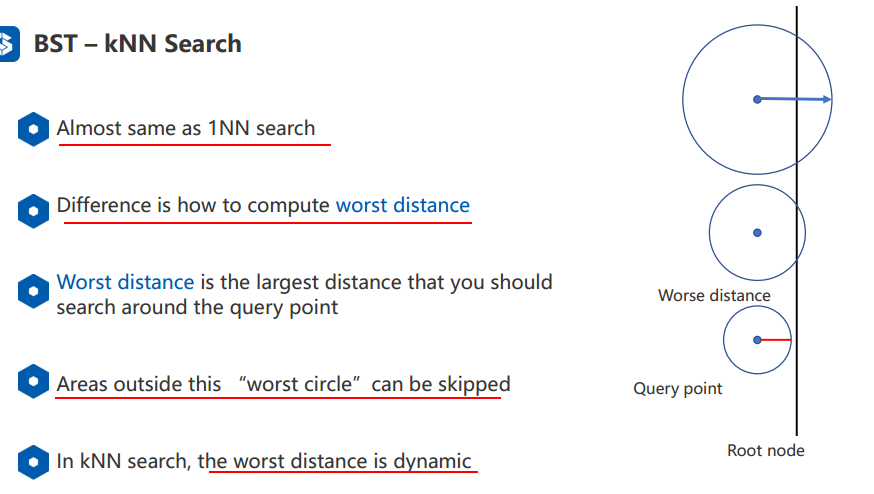 BST – kNN Search
Almost same as 1NN search
Difference is how to compute worst distance
Worst distance is the largest distance that you should
search around the query point
Areas outside this “worst circle” can be skipped
In kNN search, the worst distance is dynamic
Worse distance
Query point
Root node